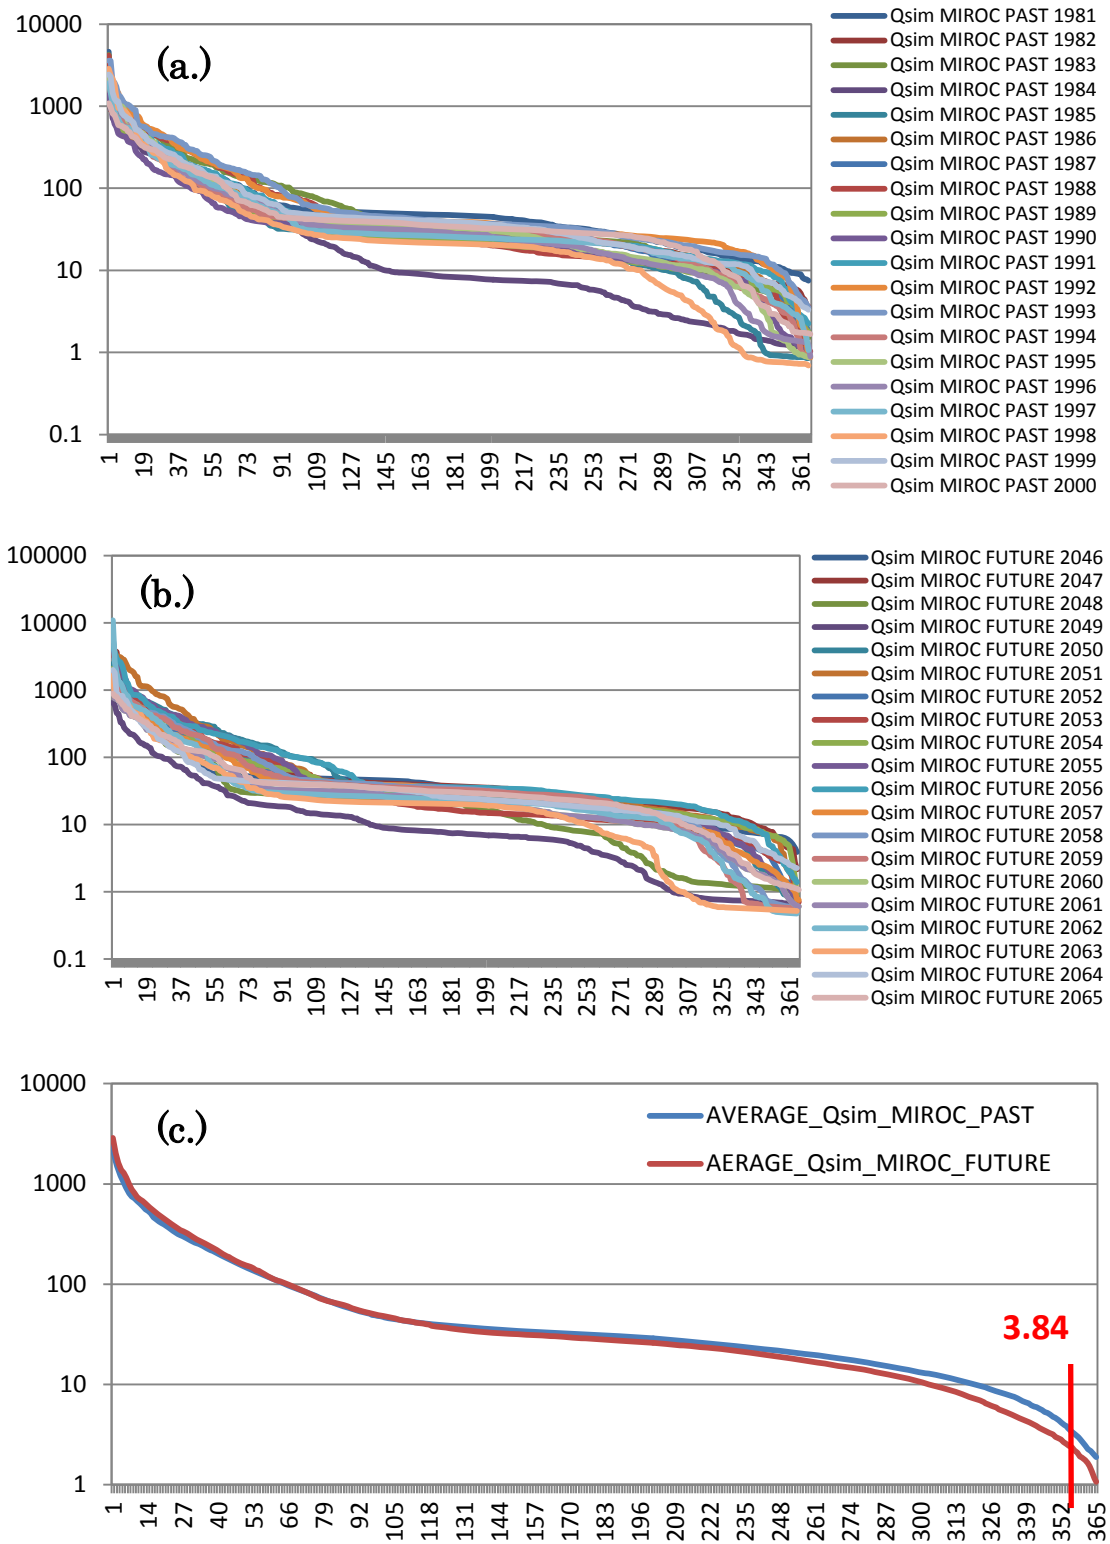 (a.)
10000
1000
100
10
1
0.1
1 19 37 55 73 91 109 127 145 163 181 199 217 235 253 271 289 307 325 343 361
Qsim MIROC PAST 1981
Qsim MIROC PAST 1982
Qsim MIROC PAST 1983
Qsim MIROC PAST 1984
Qsim MIROC PAST 1985
Qsim MIROC PAST 1986
Qsim MIROC PAST 1987
Qsim MIROC PAST 1988
Qsim MIROC PAST 1989
Qsim MIROC PAST 1990
Qsim MIROC PAST 1991
Qsim MIROC PAST 1992
Qsim MIROC PAST 1993
Qsim MIROC PAST 1994
Qsim MIROC PAST 1995
Qsim MIROC PAST 1996
Qsim MIROC PAST 1997
Qsim MIROC PAST 1998
Qsim MIROC PAST 1999
Qsim MIROC PAST 2000
(b.)
100000
10000
1000
100
10
1
0.1
1 19 37 55 73 91 109 127 145 163 181 199 217 235 253 271 289 307 325 343 361
Qsim MIROC FUTURE 2046
Qsim MIROC FUTURE 2047
Qsim MIROC FUTURE 2048
Qsim MIROC FUTURE 2049
Qsim MIROC FUTURE 2050
Qsim MIROC FUTURE 2051
Qsim MIROC FUTURE 2052
Qsim MIROC FUTURE 2053
Qsim MIROC FUTURE 2054
Qsim MIROC FUTURE 2055
Qsim MIROC FUTURE 2056
Qsim MIROC FUTURE 2057
Qsim MIROC FUTURE 2058
Qsim MIROC FUTURE 2059
Qsim MIROC FUTURE 2060
Qsim MIROC FUTURE 2061
Qsim MIROC FUTURE 2062
Qsim MIROC FUTURE 2063
Qsim MIROC FUTURE 2064
Qsim MIROC FUTURE 2065
(c.)
10000
1000
100
10
1
AVERAGE_Qsim_MIROC_PAST
AERAGE_Qsim_MIROC_FUTURE
3.84
1 14 27 40 53 66 79 92 105 118 131 144 157 170 183 196 209 222 235 248 261 274 287 300 313 326 339 352 365